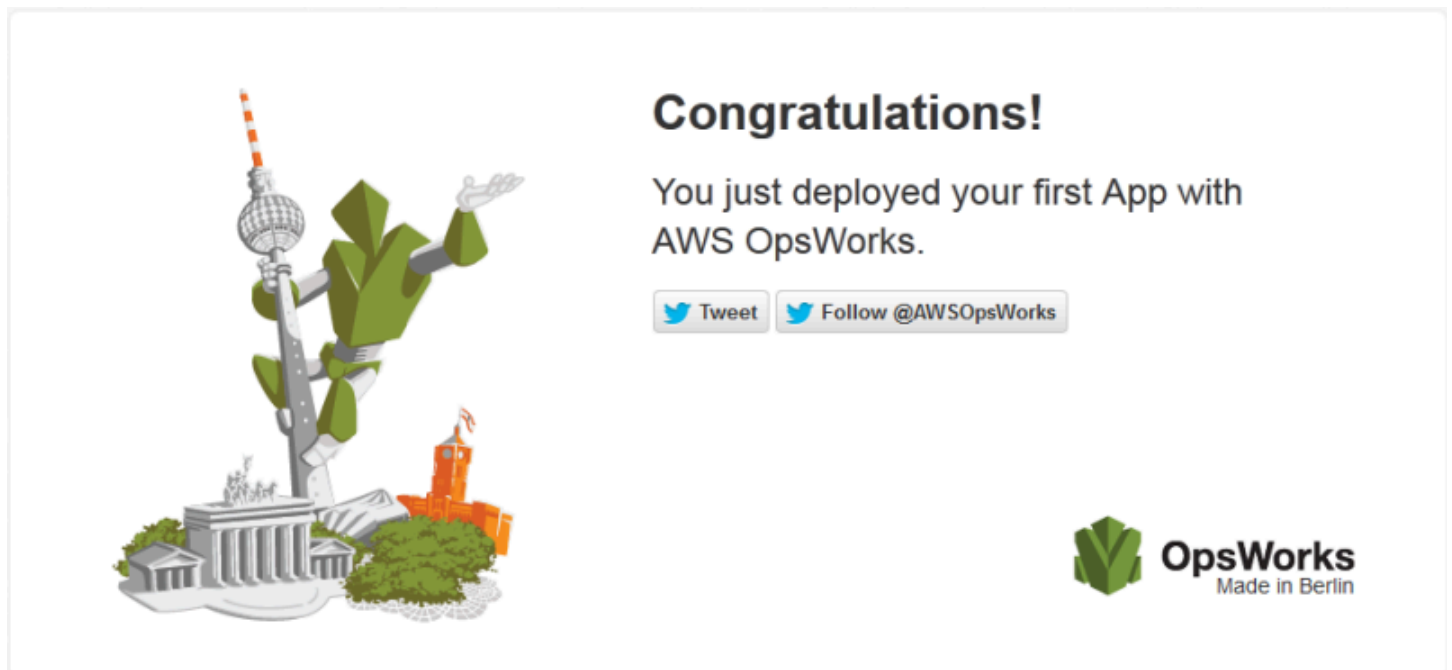 Congratulations!
You just deployed your first App with
AWS OpsWorks.
Tweet
Follow @AWSOpsWorks
OpsWorks
Made in Berlin